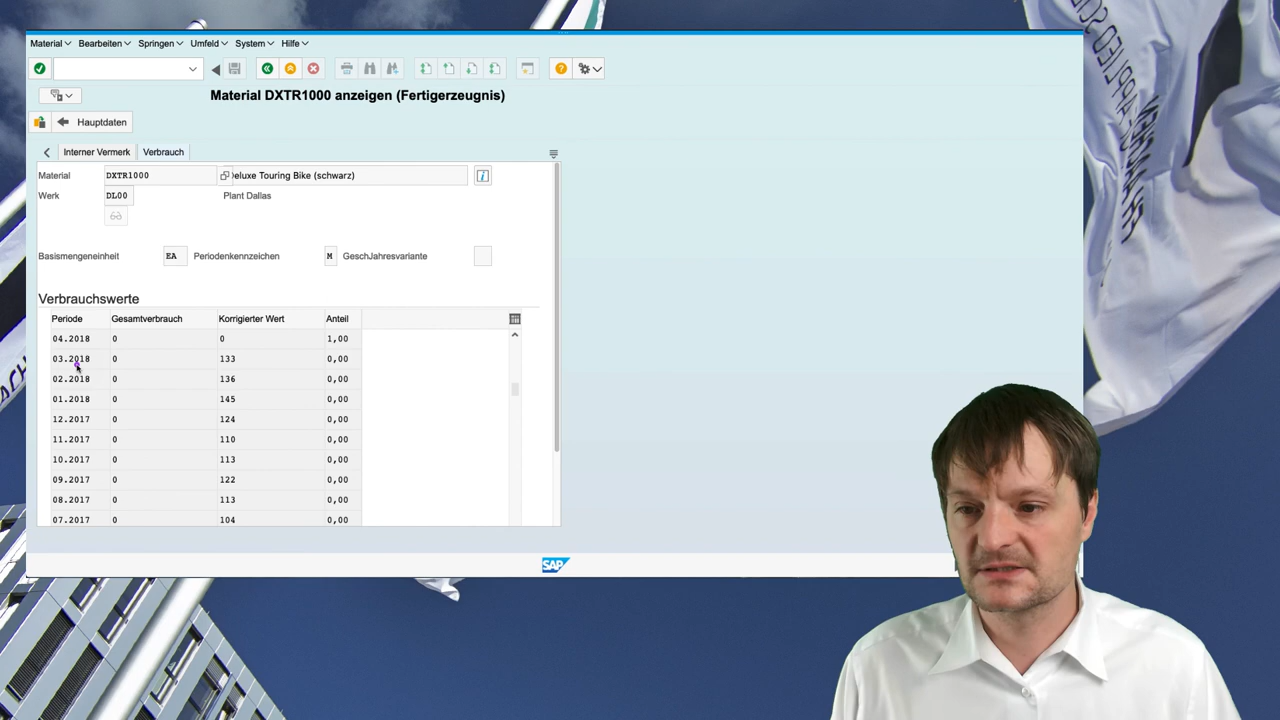 Material Bearbeiten Springen Umfeld System Hilfe
Material DXTR1000 anzeigen (Fertigerzeugnis)
Hauptdaten
Interner Vermerk Verbrauch
Material DXTR1000 eluxe Touring Bike (schwarz)
Werk DL00 Plant Dallas
Basismengeneinheit EA Periodenkennzeichen M GeschJahresvariante
Verbrauchswerte
Periode Gesamtverbrauch Korrigierter Wert Anteil
04.2018 0 0 1,00
03.2018 0 133 0,00
02.2018 0 136 0,00
01.2018 0 145 0,00
12.2017 0 124 0,00
11.2017 0 110 0,00
10.2017 0 113 0,00
09.2017 0 122 0,00
08.2017 0 113 0,00
07.2017 0 104 0,00
SAP